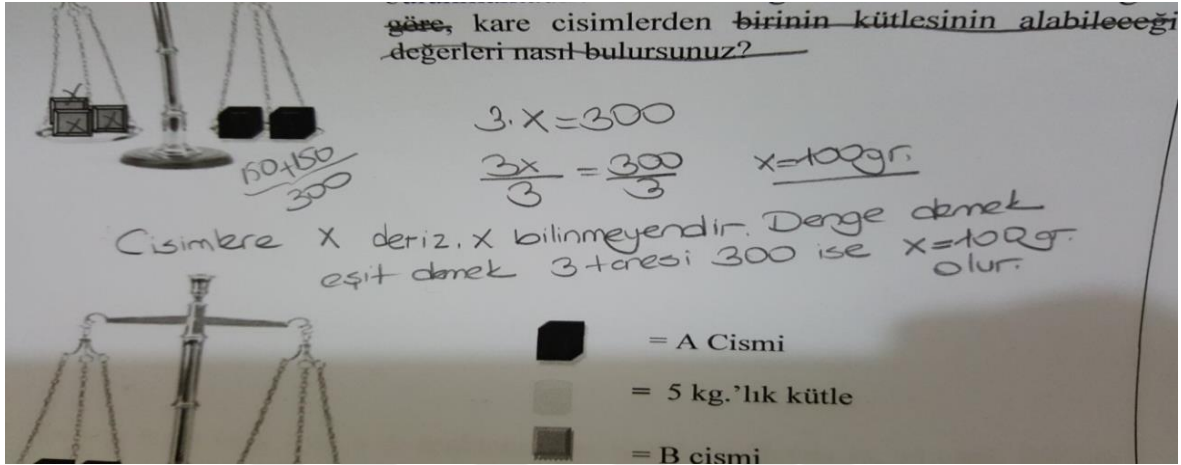 göre, kare cisimlerden birinin kütlesinin alabileceği
değerleri nasıl bulursunuz?
x
x x
150+150
300
3.x=300
3x/3 = 300/3 x=100gr.
Cisimlere x deriz. x bilinmeyendir. Denge demek
eşit demek 3 tanesi 300 ise x=100gr.
olur.
= A Cismi
= 5 kg.'lık kütle
= B cismi